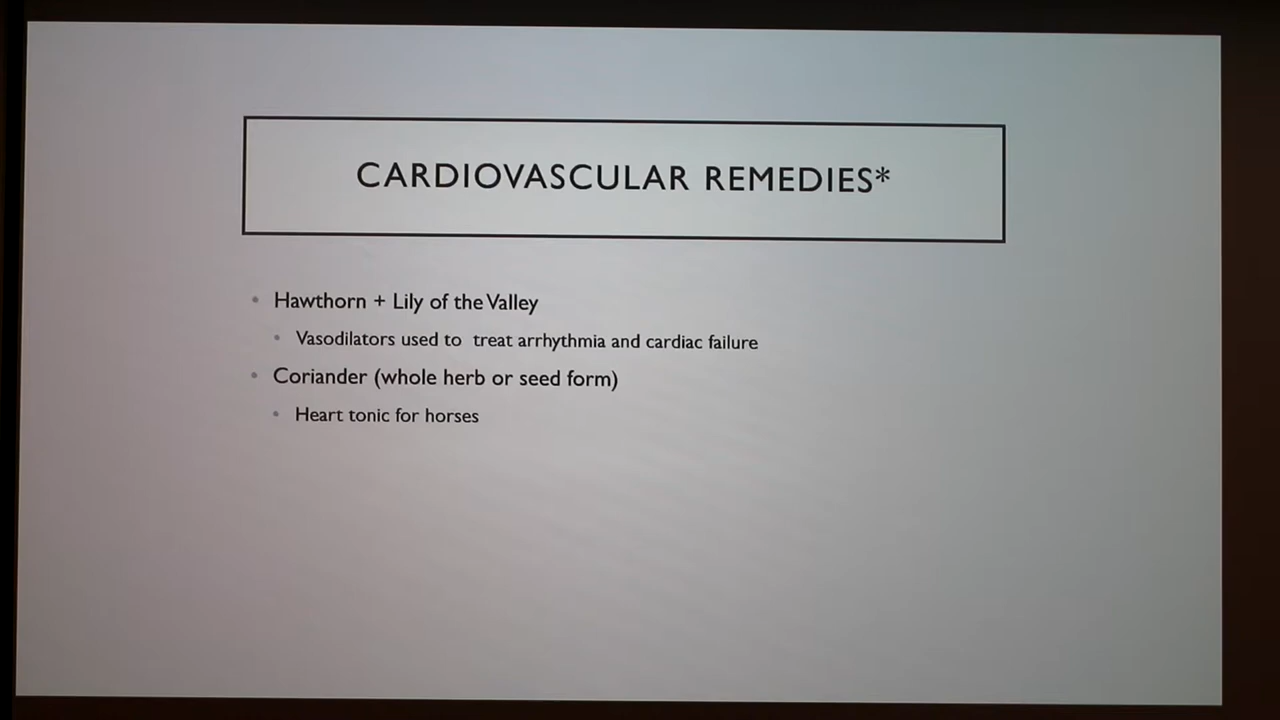 CARDIOVASCULAR REMEDIES*
• Hawthorn + Lily of the Valley
• Vasodilators used to treat arrhythmia and cardiac failure
• Coriander (whole herb or seed form)
• Heart tonic for horses